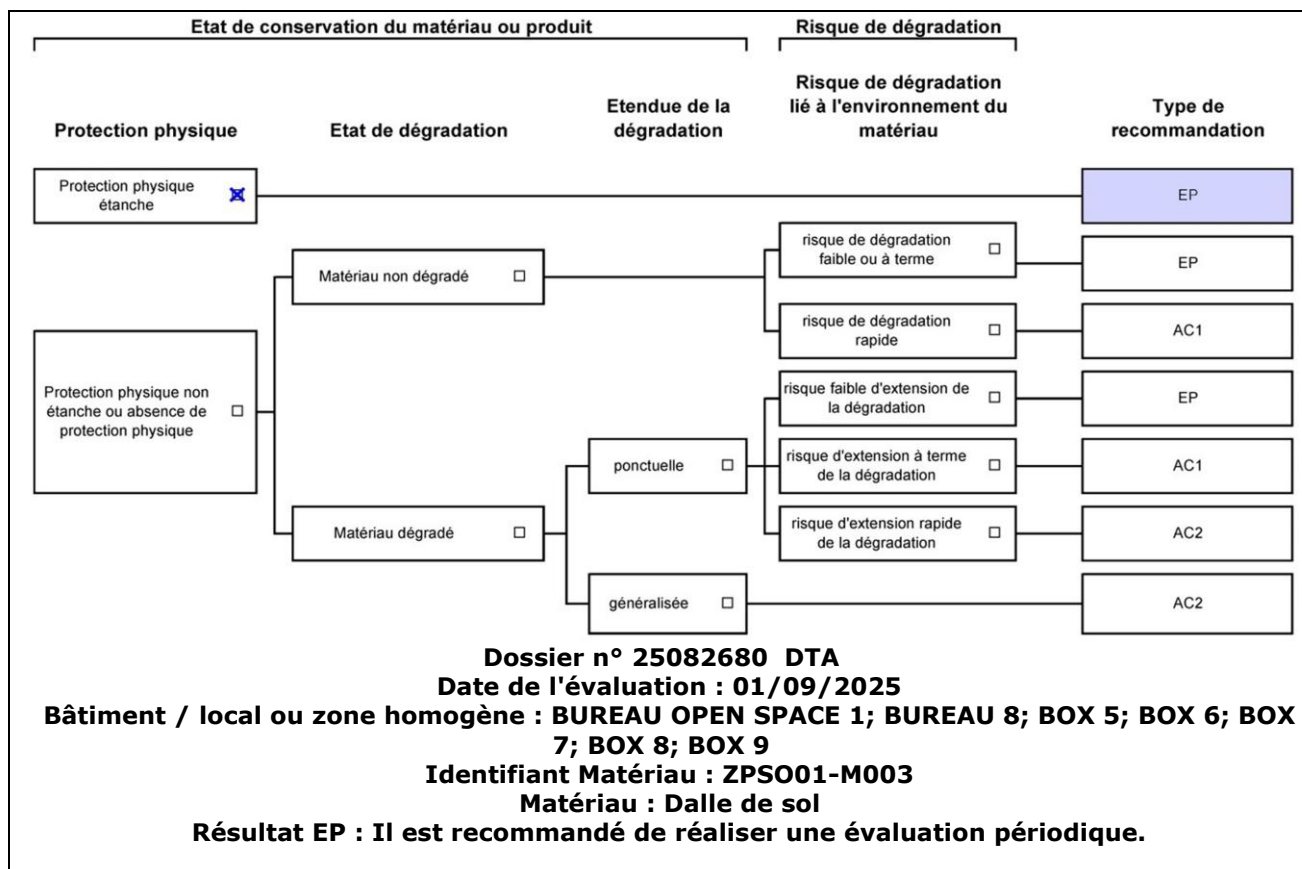 Etat de conservation du matériau ou produit
Risque de dégradation
Protection physique
Etat de dégradation
Etendue de la
dégradation
Risque de dégradation
lié à l'environnement du
matériau
Type de
recommandation
Protection physique
étanche
EP
risque de dégradation
faible ou à terme
EP
Matériau non dégradé
risque de dégradation
rapide
AC1
Protection physique non
étanche ou absence de
protection physique
risque faible d'extension de
la dégradation
EP
ponctuelle
risque d'extension à terme
de la dégradation
AC1
Matériau dégradé
risque d'extension rapide
de la dégradation
AC2
généralisée
AC2
Dossier n° 25082680 DTA
Date de l'évaluation : 01/09/2025
Bâtiment / local ou zone homogène : BUREAU OPEN SPACE 1; BUREAU 8; BOX 5; BOX 6; BOX
7; BOX 8; BOX 9
Identifiant Matériau : ZPSO01-M003
Matériau : Dalle de sol
Résultat EP : Il est recommandé de réaliser une évaluation périodique.